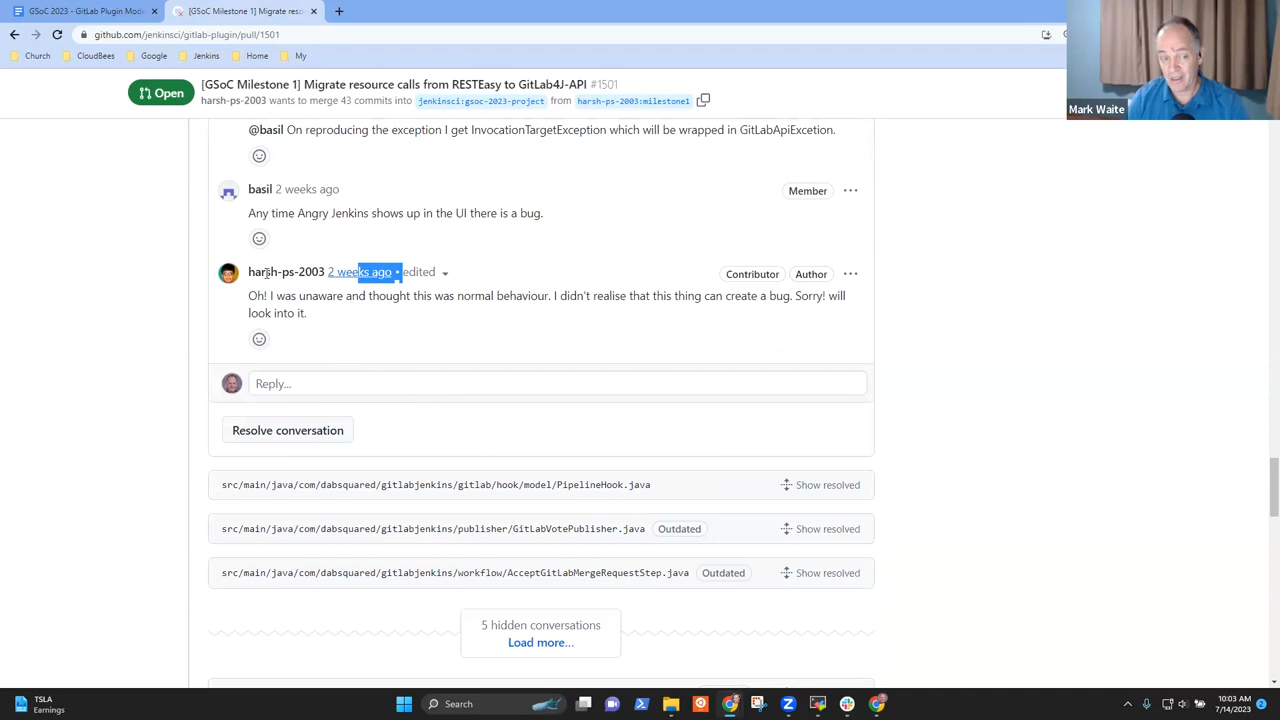 GSoC 2023 - GitLab Plugin Mode
[GSoC Milestone 1] Migrate reso
github.com/jenkinsci/gitlab-plugin/pull/1501
Church
CloudBees
Google
Jenkins
Home
My
Mark Waite
Open
[GSoC Milestone 1] Migrate resource calls from RESTEasy to GitLab4J-API #1501
harsh-ps-2003 wants to merge 43 commits into jenkinsci:gsoc-2023-project from harsh-ps-2003:milestone1
@basil On reproducing the exception I get InvocationTargetException which will be wrapped in GitLabApiExcetion.
basil 2 weeks ago
Member
Any time Angry Jenkins shows up in the UI there is a bug.
harsh-ps-2003 2 weeks ago • edited
Contributor
Author
Oh! I was unaware and thought this was normal behaviour. I didn't realise that this thing can create a bug. Sorry! will
look into it.
Reply...
Resolve conversation
src/main/java/com/dabsquared/gitlabjenkins/gitlab/hook/model/PipelineHook.java
Show resolved
src/main/java/com/dabsquared/gitlabjenkins/publisher/GitLabVotePublisher.java
Outdated
Show resolved
src/main/java/com/dabsquared/gitlabjenkins/workflow/AcceptGitLabMergeRequestStep.java
Outdated
Show resolved
5 hidden conversations
Load more...
TSLA
Earnings
Search
10:03 AM
7/14/2023
2